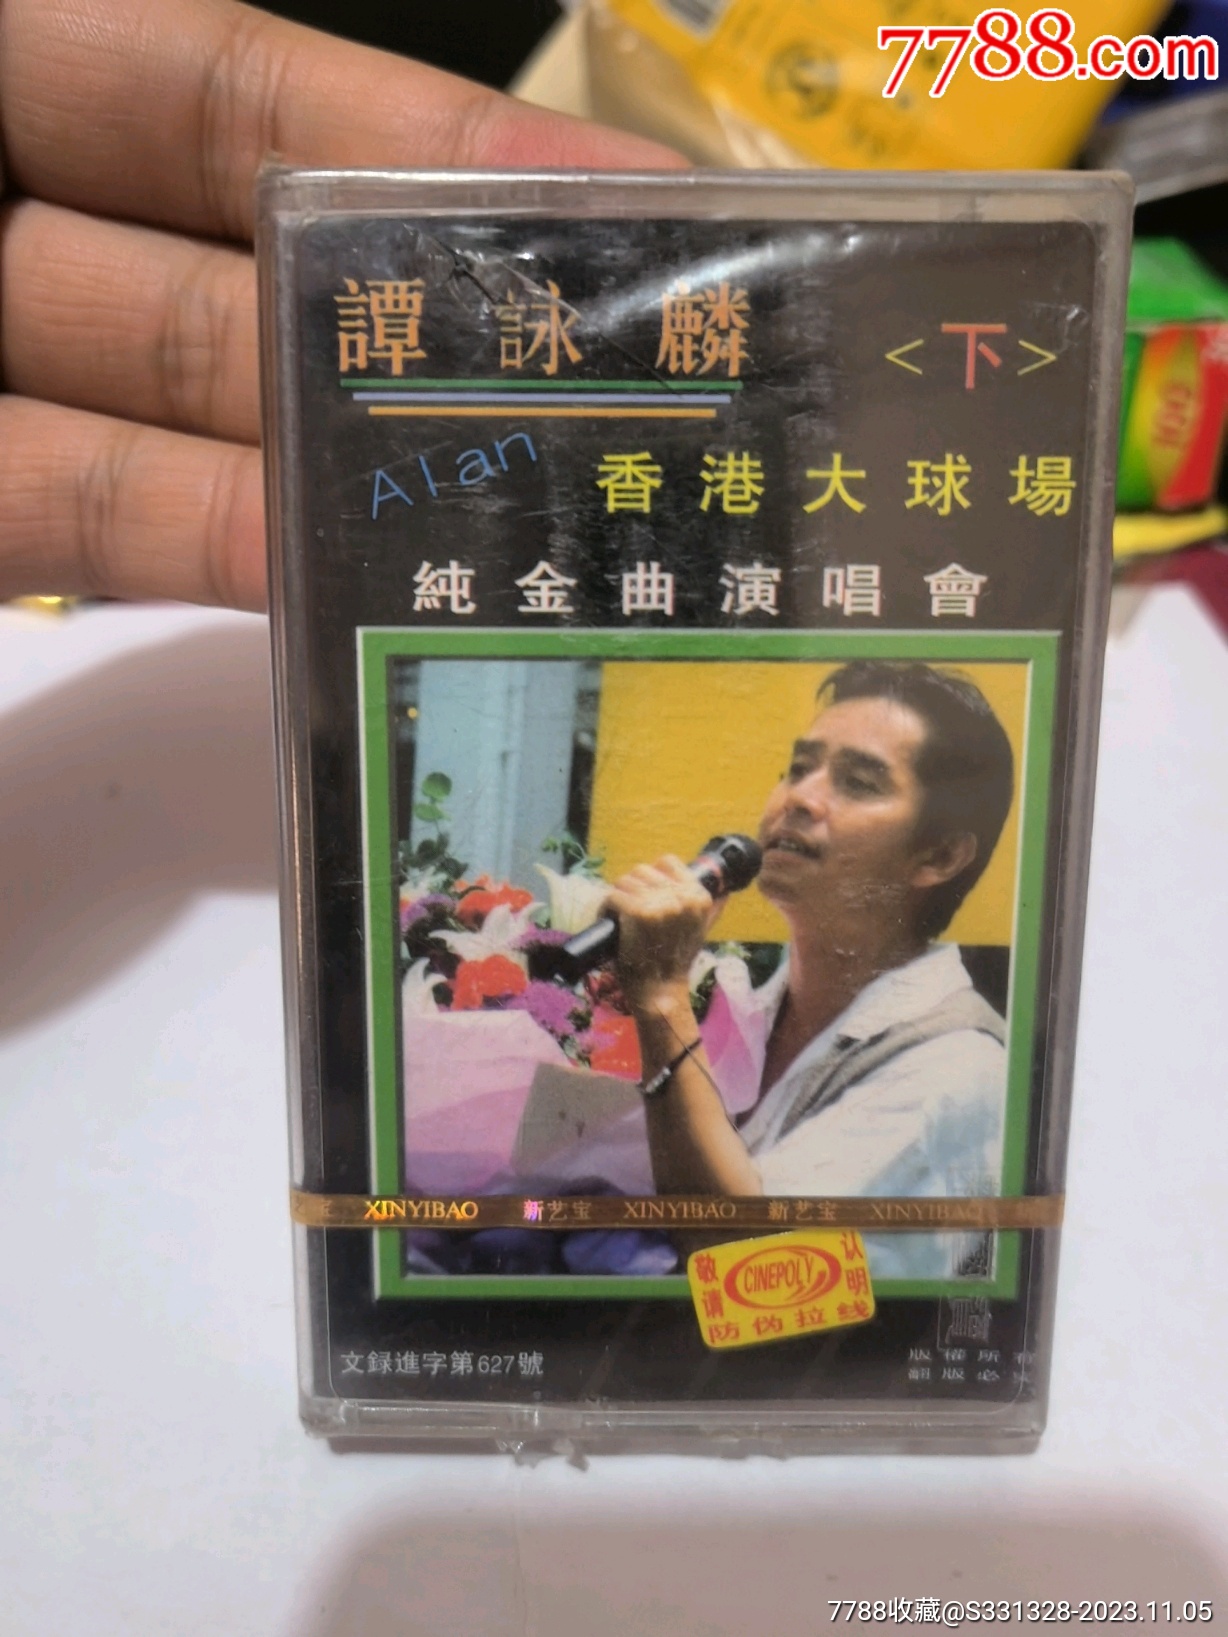 7788.com
譚詠麟 <下>
Alan 香港大球場
純金曲演唱會
XINYIBAO 新艺宝 XINYIBAO 新艺宝 XINYIBAO
敬请认明
CINEPOLY
防伪拉线
文録進字第627號
版權所有
翻版必究
001
7788收藏@S331328-2023.11.05